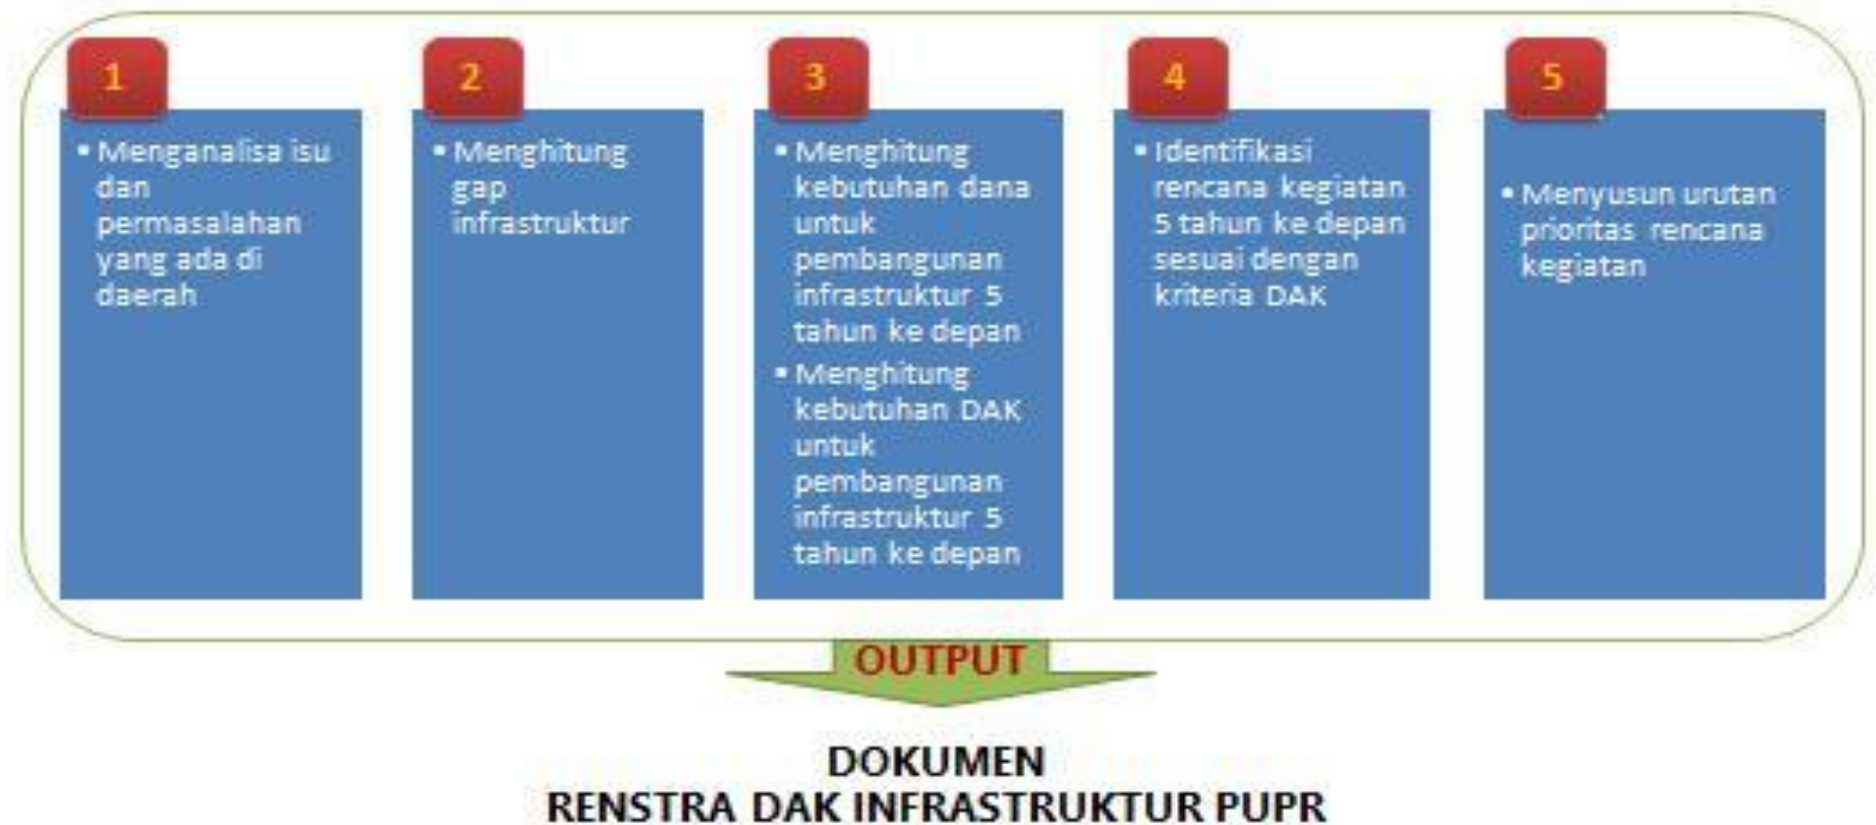 1
▪ Menganalisa isu
dan
permasalahan
yang ada di
daerah
2
▪ Menghitung
gap
infrastruktur
3
▪ Menghitung
kebutuhan dana
untuk
pembangunan
infrastruktur 5
tahun ke depan
▪ Menghitung
kebutuhan DAK
untuk
pembangunan
infrastruktur 5
tahun ke depan
4
▪ Identifikasi
rencana kegiatan
5 tahun ke depan
sesuai dengan
kriteria DAK
5
▪ Menyusun urutan
prioritas rencana
kegiatan
OUTPUT
DOKUMEN
RENSTRA DAK INFRASTRUKTUR PUPR